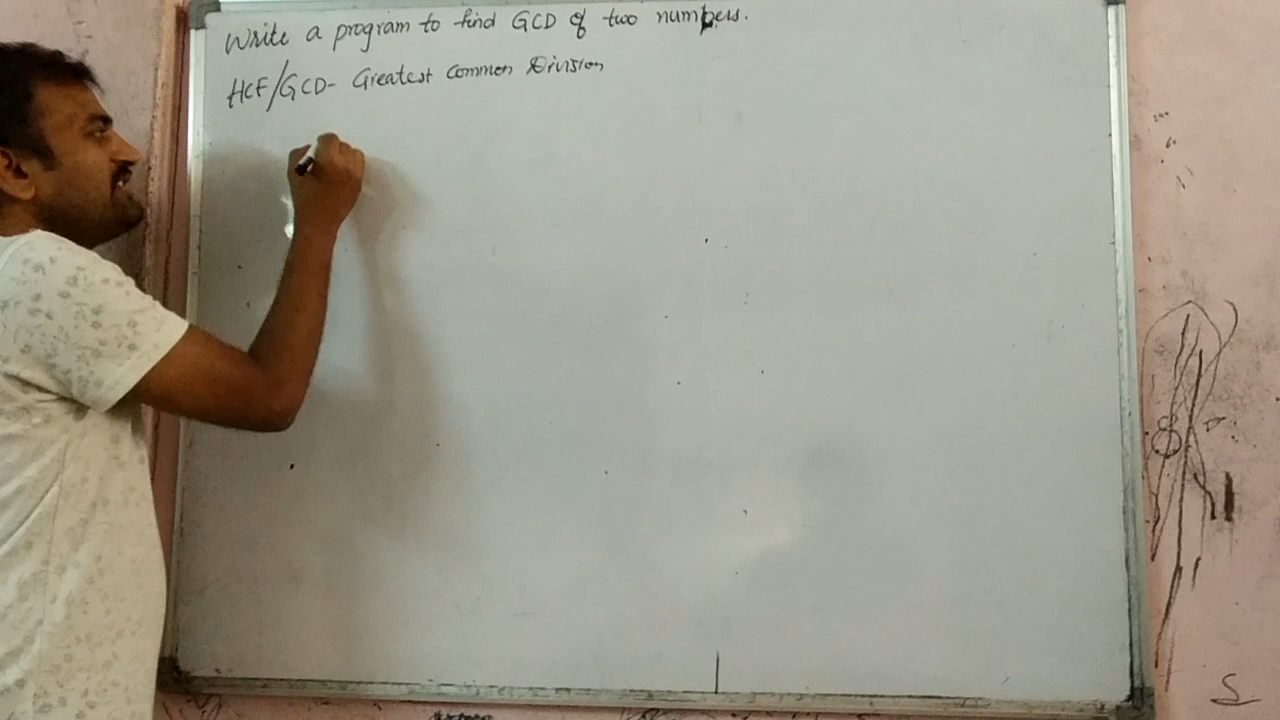 Write a program to find GCD of two numbers.
HCF/GCD- Greatest Common Division